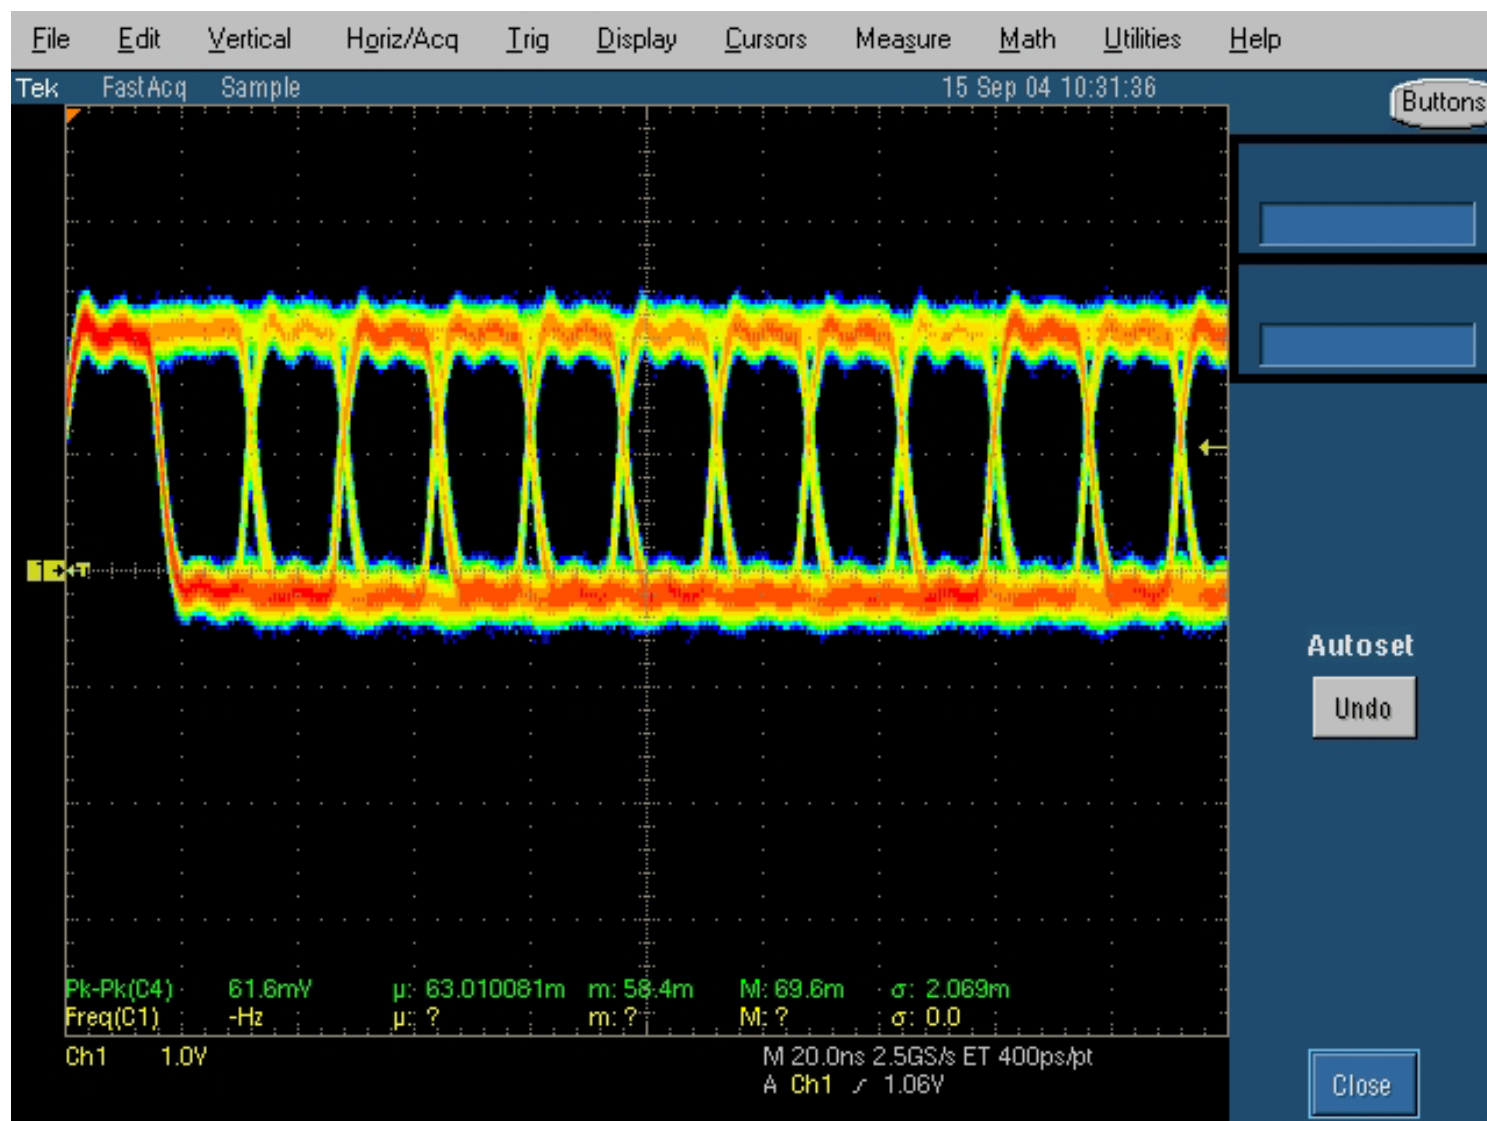 File Edit Vertical Horiz/Acq Trig Display Cursors Measure Math Utilities Help
Tek FastAcq Sample 15 Sep 04 10:31:36
Buttons
1
T
Autoset
Undo
Pk-Pk(C4) 61.6mV µ: 63.010081m m: 58.4m M: 69.6m σ: 2.069m
Freq(C1) -Hz µ: ? m: ? M: ? σ: 0.0
Ch1 1.0V M 20.0ns 2.5GS/s ET 400ps/pt
A Ch1 1.06V
Close